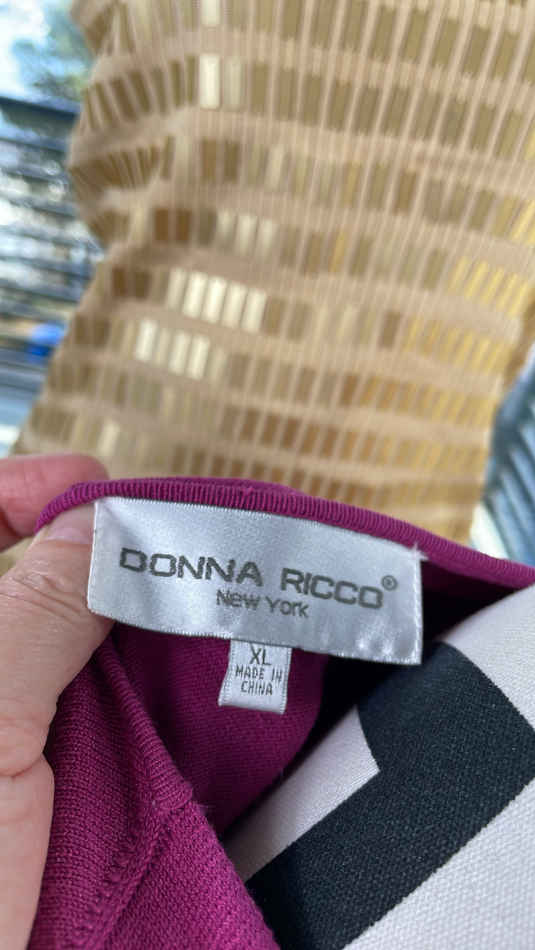 DONNA RICCO®
New York
XL
MADE IN
CHINA